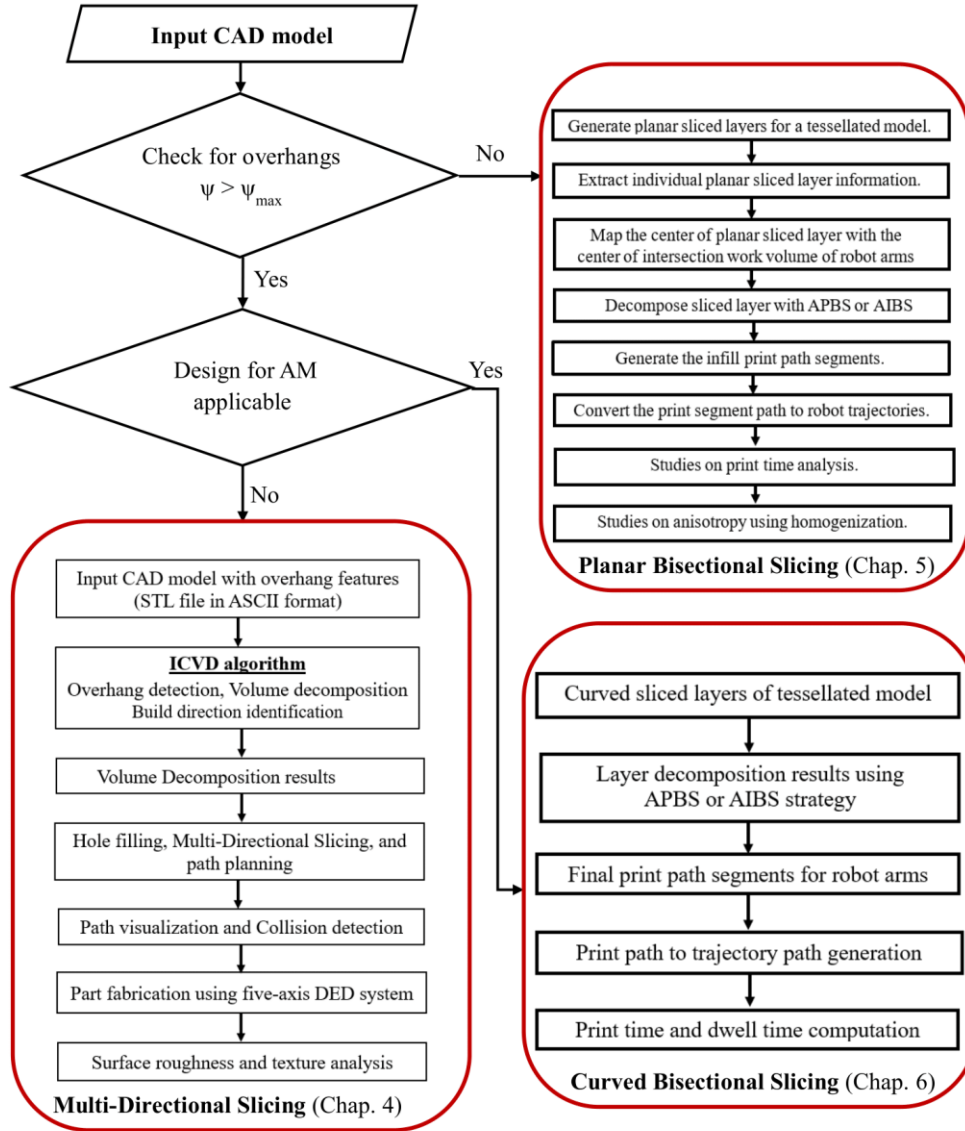 Input CAD model
Check for overhangs
ψ > ψmax
No
Yes
Design for AM
applicable
Yes
No
Generate planar sliced layers for a tessellated model.
Extract individual planar sliced layer information.
Map the center of planar sliced layer with the
center of intersection work volume of robot arms
Decompose sliced layer with APBS or AIBS
Generate the infill print path segments.
Convert the print segment path to robot trajectories.
Studies on print time analysis.
Studies on anisotropy using homogenization.
Planar Bisectional Slicing (Chap. 5)
Input CAD model with overhang features
(STL file in ASCII format)
ICVD algorithm
Overhang detection, Volume decomposition
Build direction identification
Volume Decomposition results
Hole filling, Multi-Directional Slicing, and
path planning
Path visualization and Collision detection
Part fabrication using five-axis DED system
Surface roughness and texture analysis
Multi-Directional Slicing (Chap. 4)
Curved sliced layers of tessellated model
Layer decomposition results using
APBS or AIBS strategy
Final print path segments for robot arms
Print path to trajectory path generation
Print time and dwell time computation
Curved Bisectional Slicing (Chap. 6)